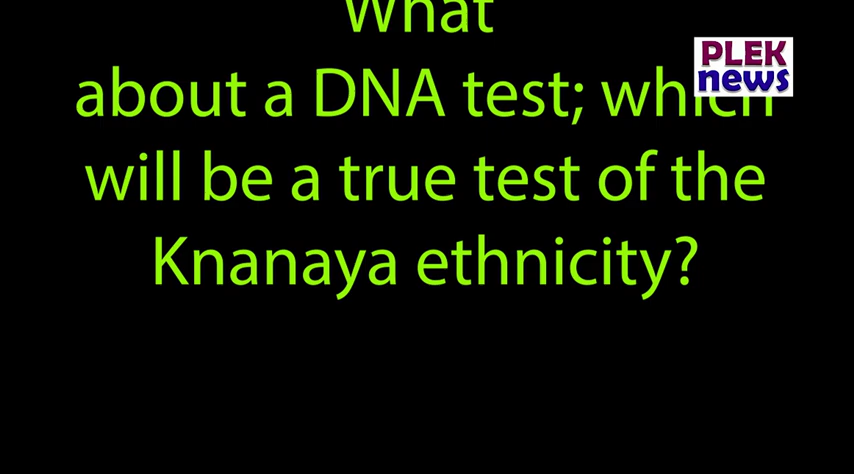 What
about a DNA test; which
will be a true test of the
Knanaya ethnicity?
PLEK
news